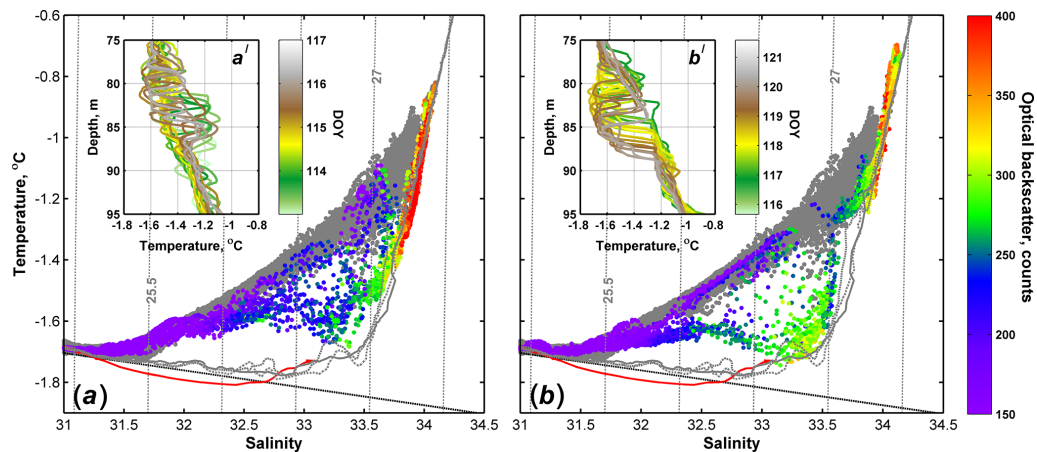 -0.6
-0.8
-1
-1.2
-1.4
-1.6
-1.8
Temperature, °C
31 31.5 32 32.5 33 33.5 34 34.5
Salinity
(a)
25.5
27
a/
75
80
85
90
95
Depth, m
-1.8 -1.6 -1.4 -1.2 -1 -0.8
Temperature, °C
117
116
115
114
DOY
31 31.5 32 32.5 33 33.5 34 34.5
Salinity
(b)
25.5
27
b/
75
80
85
90
95
Depth, m
-1.8 -1.6 -1.4 -1.2 -1 -0.8
Temperature, °C
121
120
119
118
117
116
DOY
400
350
300
250
200
150
Optical backscatter, counts